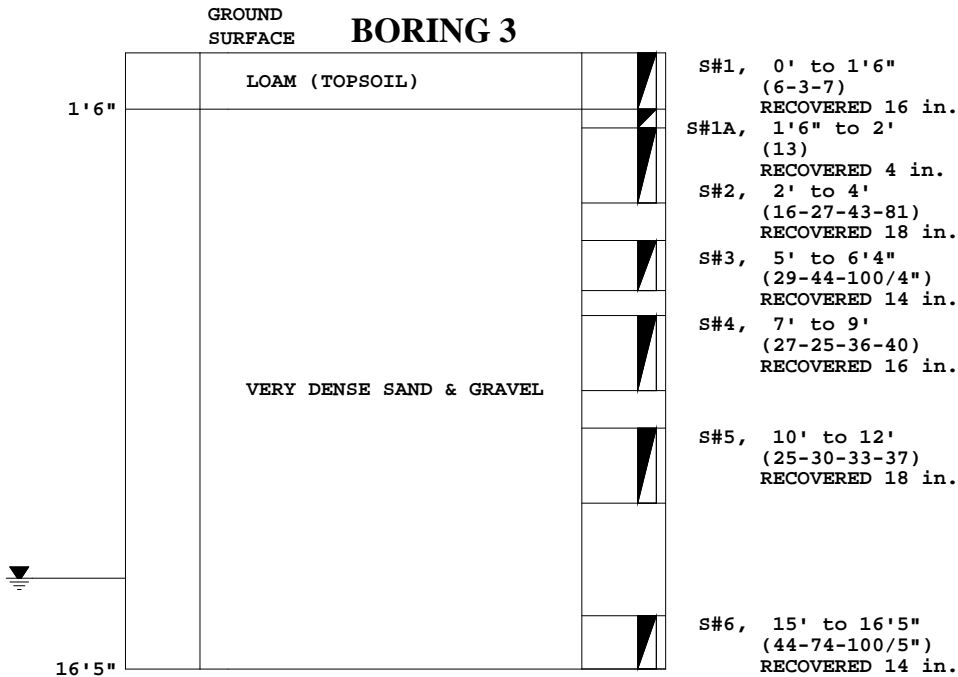 GROUND
SURFACE
BORING 3
LOAM (TOPSOIL)
1'6"
VERY DENSE SAND & GRAVEL
16'5"
S#1, 0' to 1'6"
(6-3-7)
RECOVERED 16 in.
S#1A, 1'6" to 2'
(13)
RECOVERED 4 in.
S#2, 2' to 4'
(16-27-43-81)
RECOVERED 18 in.
S#3, 5' to 6'4"
(29-44-100/4")
RECOVERED 14 in.
S#4, 7' to 9'
(27-25-36-40)
RECOVERED 16 in.
S#5, 10' to 12'
(25-30-33-37)
RECOVERED 18 in.
S#6, 15' to 16'5"
(44-74-100/5")
RECOVERED 14 in.